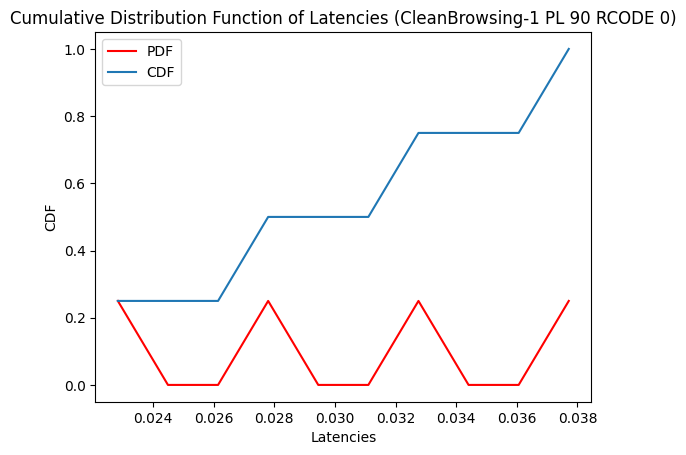 Cumulative Distribution Function of Latencies (CleanBrowsing-1 PL 90 RCODE 0)
PDF
CDF
1.0
0.8
0.6
0.4
0.2
0.0
CDF
0.024 0.026 0.028 0.030 0.032 0.034 0.036 0.038
Latencies